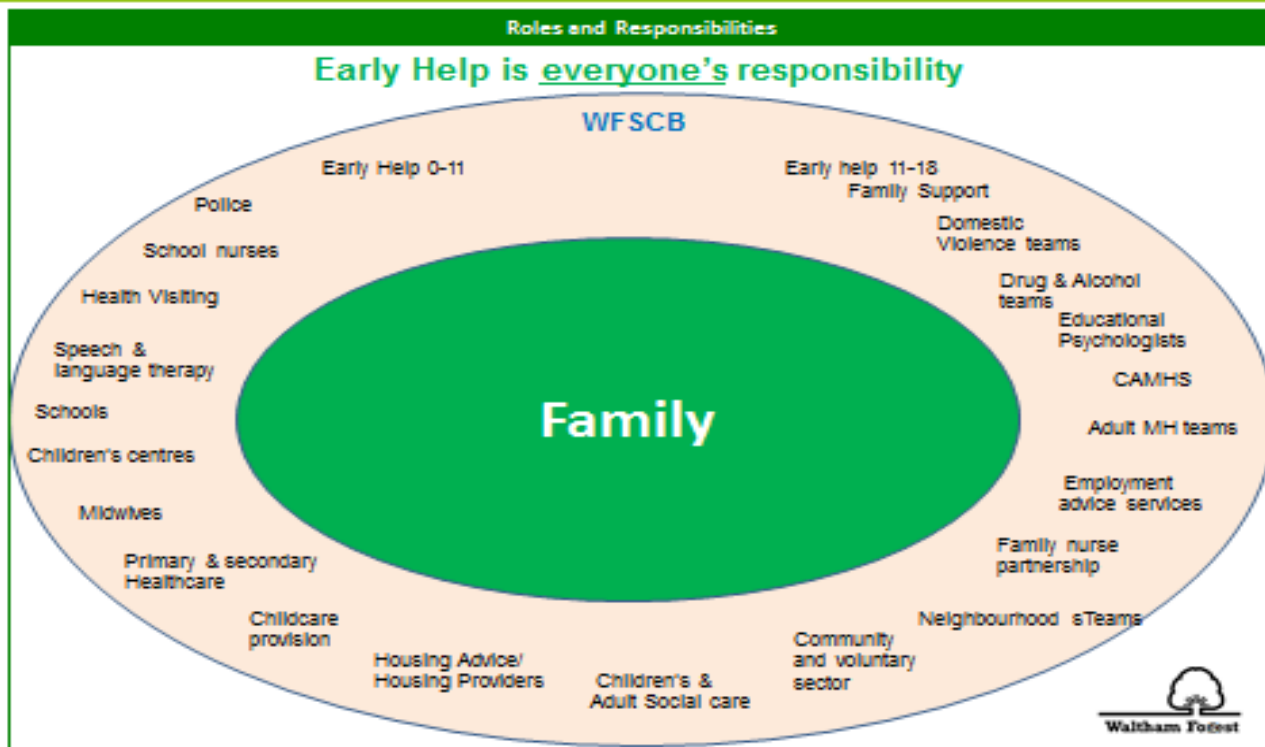 Roles and Responsibilities
Early Help is everyone's responsibility
WFSCB
Early Help 0-11
Early help 11-18
Family Support
Police
Domestic
Violence teams
School nurses
Drug & Alcohol
teams
Health Visiting
Educational
Psychologists
Speech &
language therapy
CAMHS
Schools
Family
Adult MH teams
Children's centres
Employment
advice services
Midwives
Family nurse
partnership
Primary & secondary
Healthcare
Neighbourhood sTeams
Childcare
provision
Community
and voluntary
sector
Housing Advice/
Housing Providers
Children's &
Adult Social care
Waltham Forest